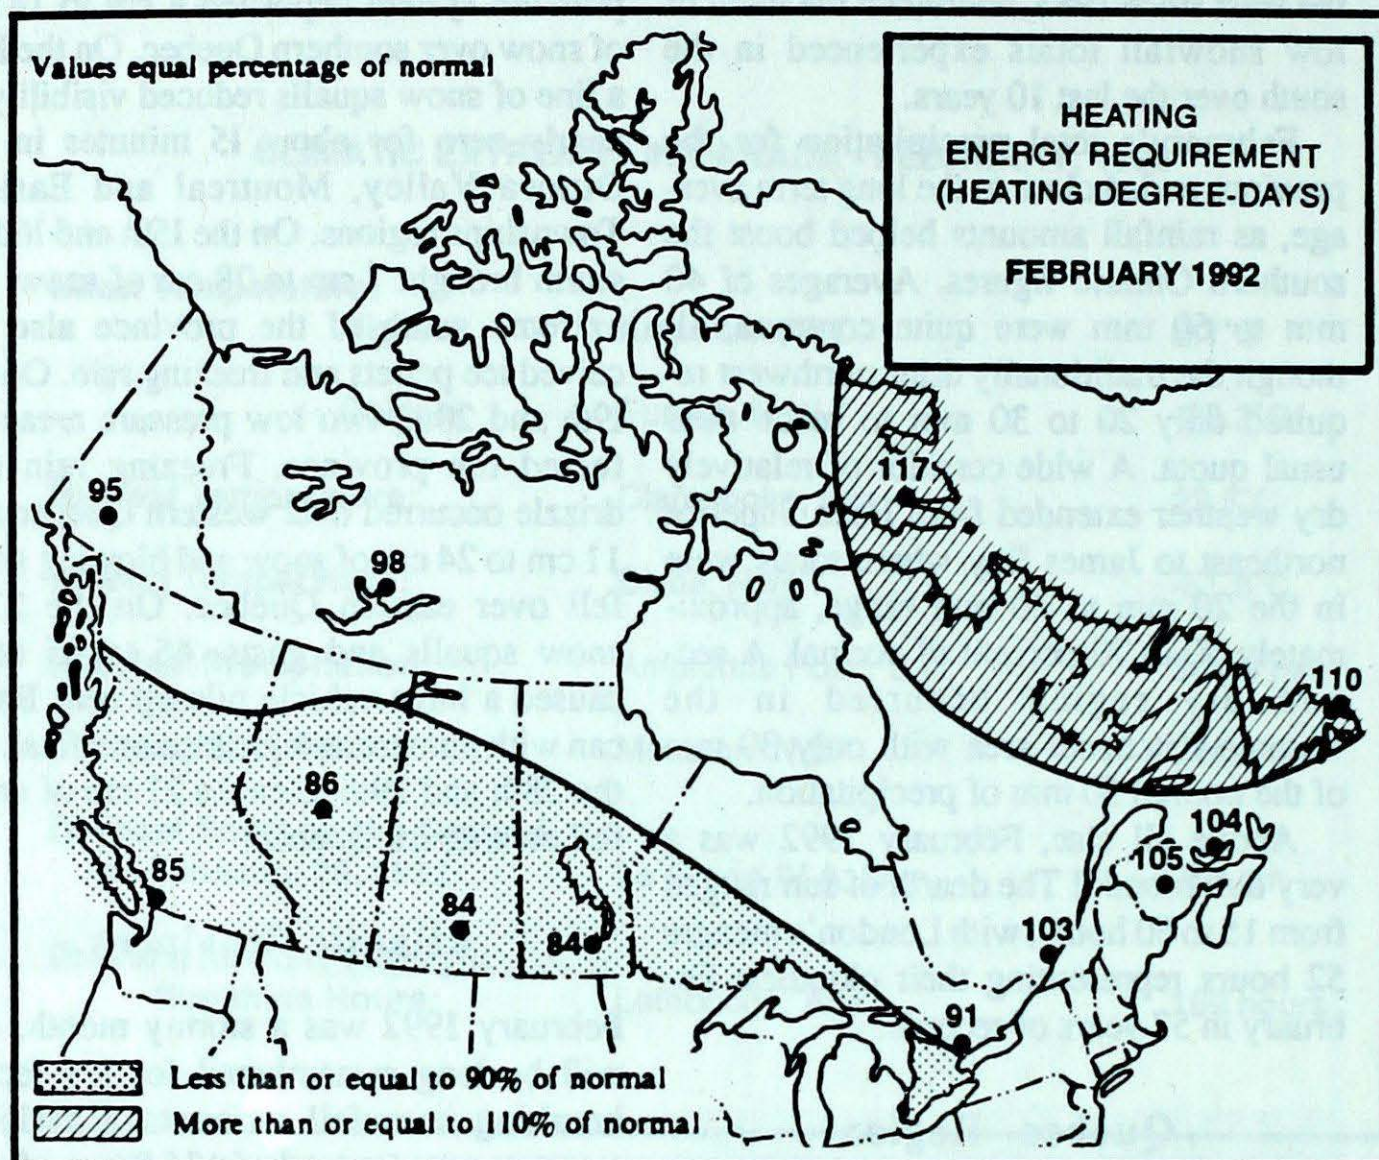 Values equal percentage of normal
HEATING
ENERGY REQUIREMENT
(HEATING DEGREE-DAYS)
FEBRUARY 1992
117
95
98
110
86
104
105
85
84
84
103
91
Less than or equal to 90% of normal
More than or equal to 110% of normal